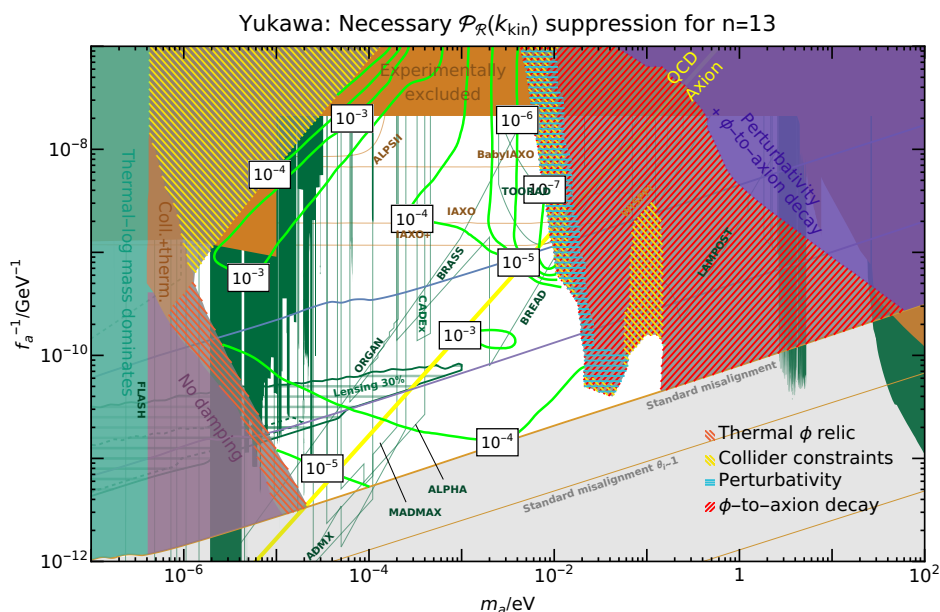 Yukawa: Necessary 𝒫_ℛ(k_kin) suppression for n=13
Experimentally
excluded
QCD
Axion
10⁻³
10⁻⁶
ALPSII
BabyIAXO
10⁻⁴
10⁻⁷
TOORAD
Perturbativity
+ ϕ−to−axion decay
Thermal−log mass dominates
Coll.+therm.
10⁻⁴
IAXO
IAXO+
10⁻³
10⁻⁵
BRASS
LAMPOST
CADEx
BREAD
10⁻³
ORGAN
Lensing 30%
FLASH
No damping
Standard misalignment
10⁻⁴
10⁻⁵
ALPHA
MADMAX
ADMX
Standard misalignment θᵢ~1
Thermal ϕ relic
Collider constraints
Perturbativity
ϕ−to−axion decay
f_a⁻¹/GeV⁻¹
10⁻⁸
10⁻¹⁰
10⁻¹²
10⁻⁶
10⁻⁴
10⁻²
1
10²
m_a/eV